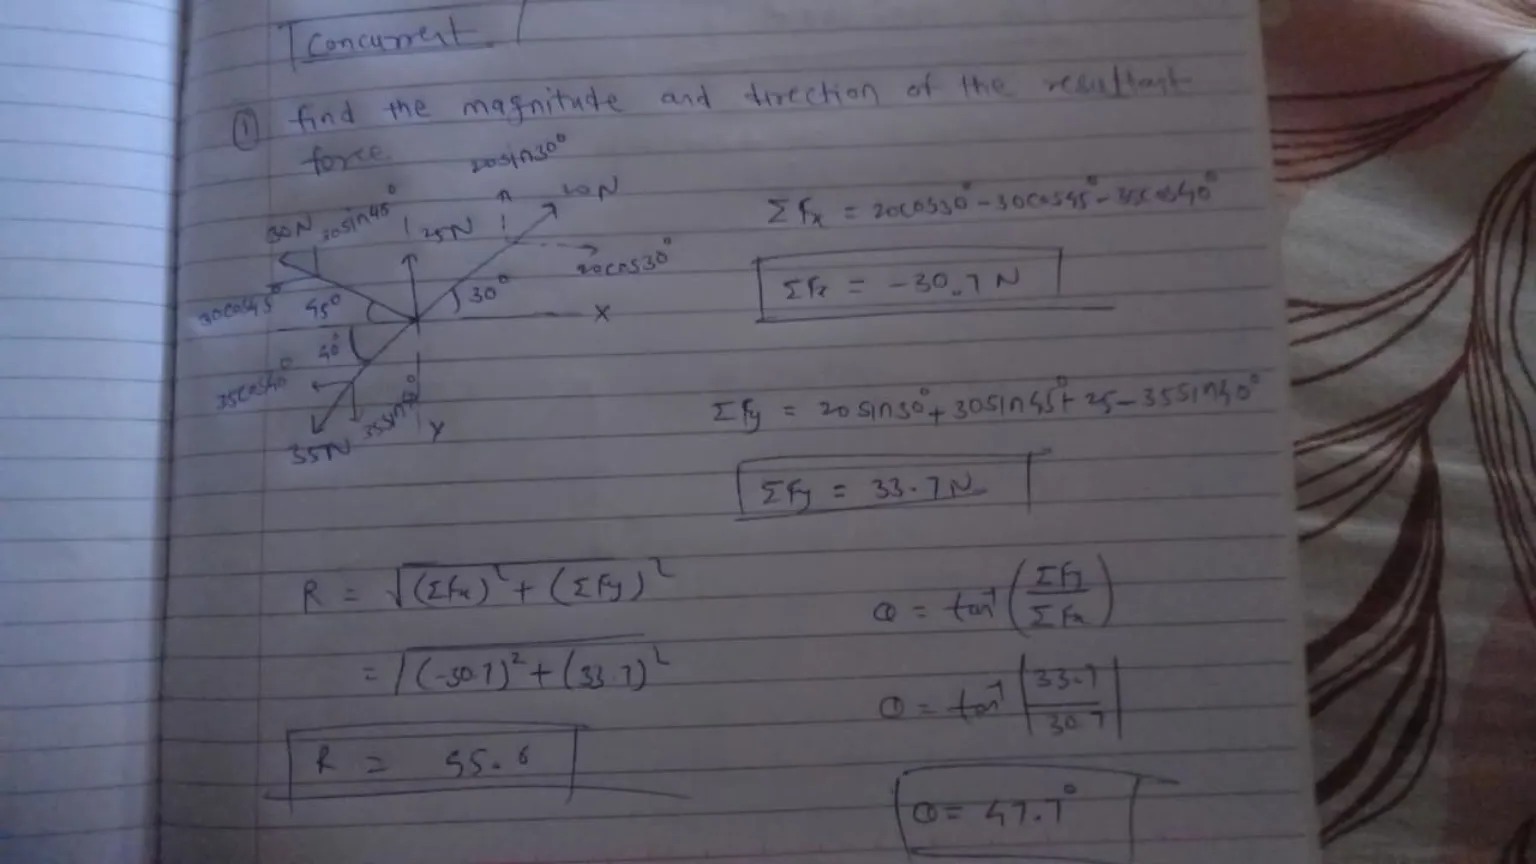 Concurrent
① find the magnitude and direction of the resultant
force.
20sin30°
30N 30sin45° 25N 20N
20cos30°
30cos45° 45° 30°
X
40°
35cos40°
35N 35sin40° Y
Σfx = 20cos30° - 30cos45° - 35cos40°
Σfx = -30.7N
Σfy = 20sin30° + 30sin45° + 25 - 35sin40°
Σfy = 33.7N
R = √(Σfx)² + (Σfy)²
= √(-30.7)² + (33.7)²
R = 45.6
θ = tan⁻¹ (Σfy / Σfx)
θ = tan⁻¹ |33.7 / 30.7|
θ = 47.7°